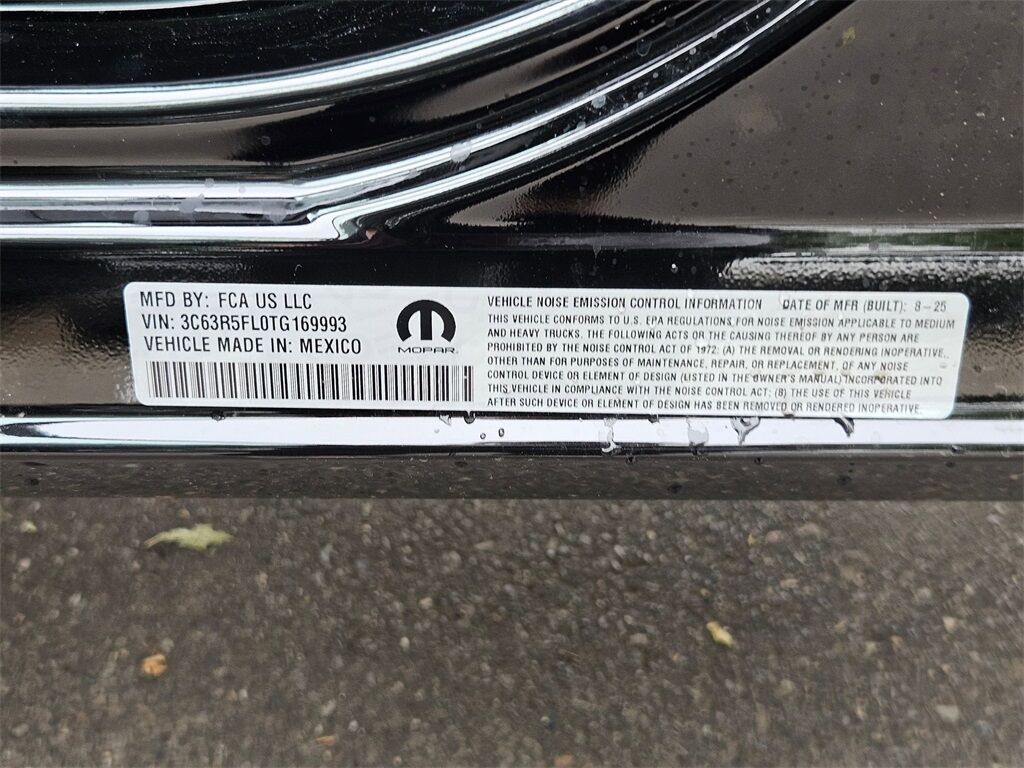 MFD BY: FCA US LLC
VIN: 3C63R5FL0TG169993
VEHICLE MADE IN: MEXICO
MOPAR
VEHICLE NOISE EMISSION CONTROL INFORMATION DATE OF MFR (BUILT): 8-25
THIS VEHICLE CONFORMS TO U.S. EPA REGULATIONS FOR NOISE EMISSION APPLICABLE TO MEDIUM
AND HEAVY TRUCKS. THE FOLLOWING ACTS OR THE CAUSING THEREOF BY ANY PERSON ARE
PROHIBITED BY THE NOISE CONTROL ACT OF 1972: (A) THE REMOVAL OR RENDERING INOPERATIVE,
OTHER THAN FOR PURPOSES OF MAINTENANCE, REPAIR, OR REPLACEMENT, OF ANY NOISE
CONTROL DEVICE OR ELEMENT OF DESIGN (LISTED IN THE OWNER'S MANUAL) INCORPORATED INTO
THIS VEHICLE IN COMPLIANCE WITH THE NOISE CONTROL ACT; (B) THE USE OF THIS VEHICLE
AFTER SUCH DEVICE OR ELEMENT OF DESIGN HAS BEEN REMOVED OR RENDERED INOPERATIVE.